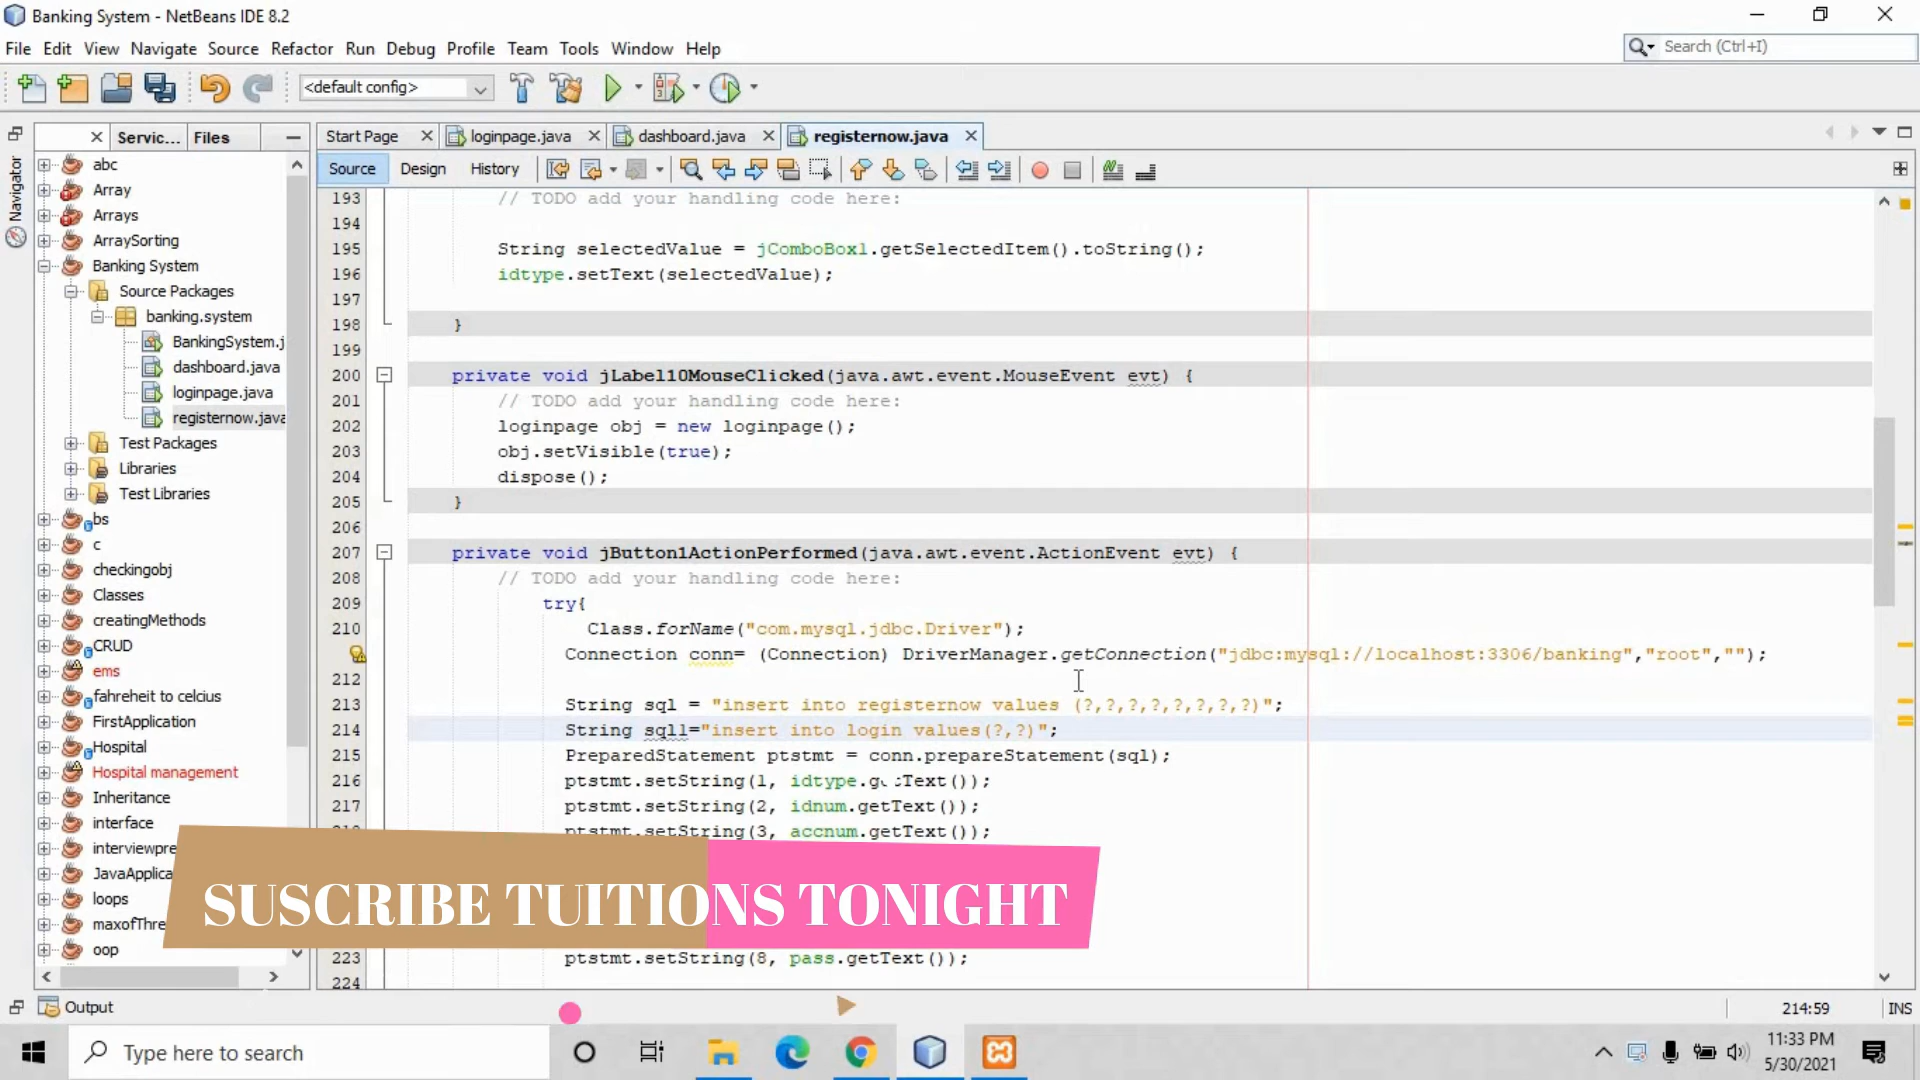 Banking System - NetBeans IDE 8.2
File Edit View Navigate Source Refactor Run Debug Profile Team Tools Window Help
Search (Ctrl+I)
<default config>
Servic... Files
Start Page loginpage.java dashboard.java registernow.java
Source Design History
Navigator
abc
Array
Arrays
ArraySorting
Banking System
Source Packages
banking.system
BankingSystem.j
dashboard.java
loginpage.java
registernow.java
Test Packages
Libraries
Test Libraries
bs
c
checkingobj
Classes
creatingMethods
CRUD
ems
fahreheit to celcius
FirstApplication
Hospital
Hospital management
Inheritance
interface
interviewpre
JavaApplica
loops
maxofThre
oop
193 // TODO add your handling code here:
194
195 String selectedValue = jComboBox1.getSelectedItem().toString();
196 idtype.setText(selectedValue);
197
198 }
199
200 private void jLabel10MouseClicked(java.awt.event.MouseEvent evt) {
201 // TODO add your handling code here:
202 loginpage obj = new loginpage();
203 obj.setVisible(true);
204 dispose();
205 }
206
207 private void jButton1ActionPerformed(java.awt.event.ActionEvent evt) {
208 // TODO add your handling code here:
209 try{
210 Class.forName("com.mysql.jdbc.Driver");
Connection conn= (Connection) DriverManager.getConnection("jdbc:mysql://localhost:3306/banking","root","");
212
213 String sql = "insert into registernow values (?,?,?,?,?,?,?,?)";
214 String sql1="insert into login values(?,?)";
215 PreparedStatement ptstmt = conn.prepareStatement(sql);
216 ptstmt.setString(1, idtype.getText());
217 ptstmt.setString(2, idnum.getText());
ptstmt.setString(3, accnum.getText());
SUSCRIBE TUITIONS TONIGHT
223 ptstmt.setString(8, pass.getText());
224
Output
214:59 INS
Type here to search
11:33 PM
5/30/2021